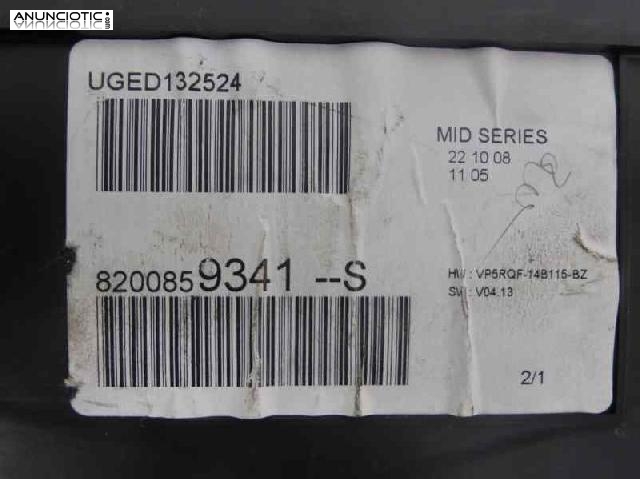 ANUNCIOTIC.es
UGED132524
MID SERIES
22 10 08
11 05
8200859341 --S
HW : VP5RQF-14B115-BZ
SW : V04.13
2/1